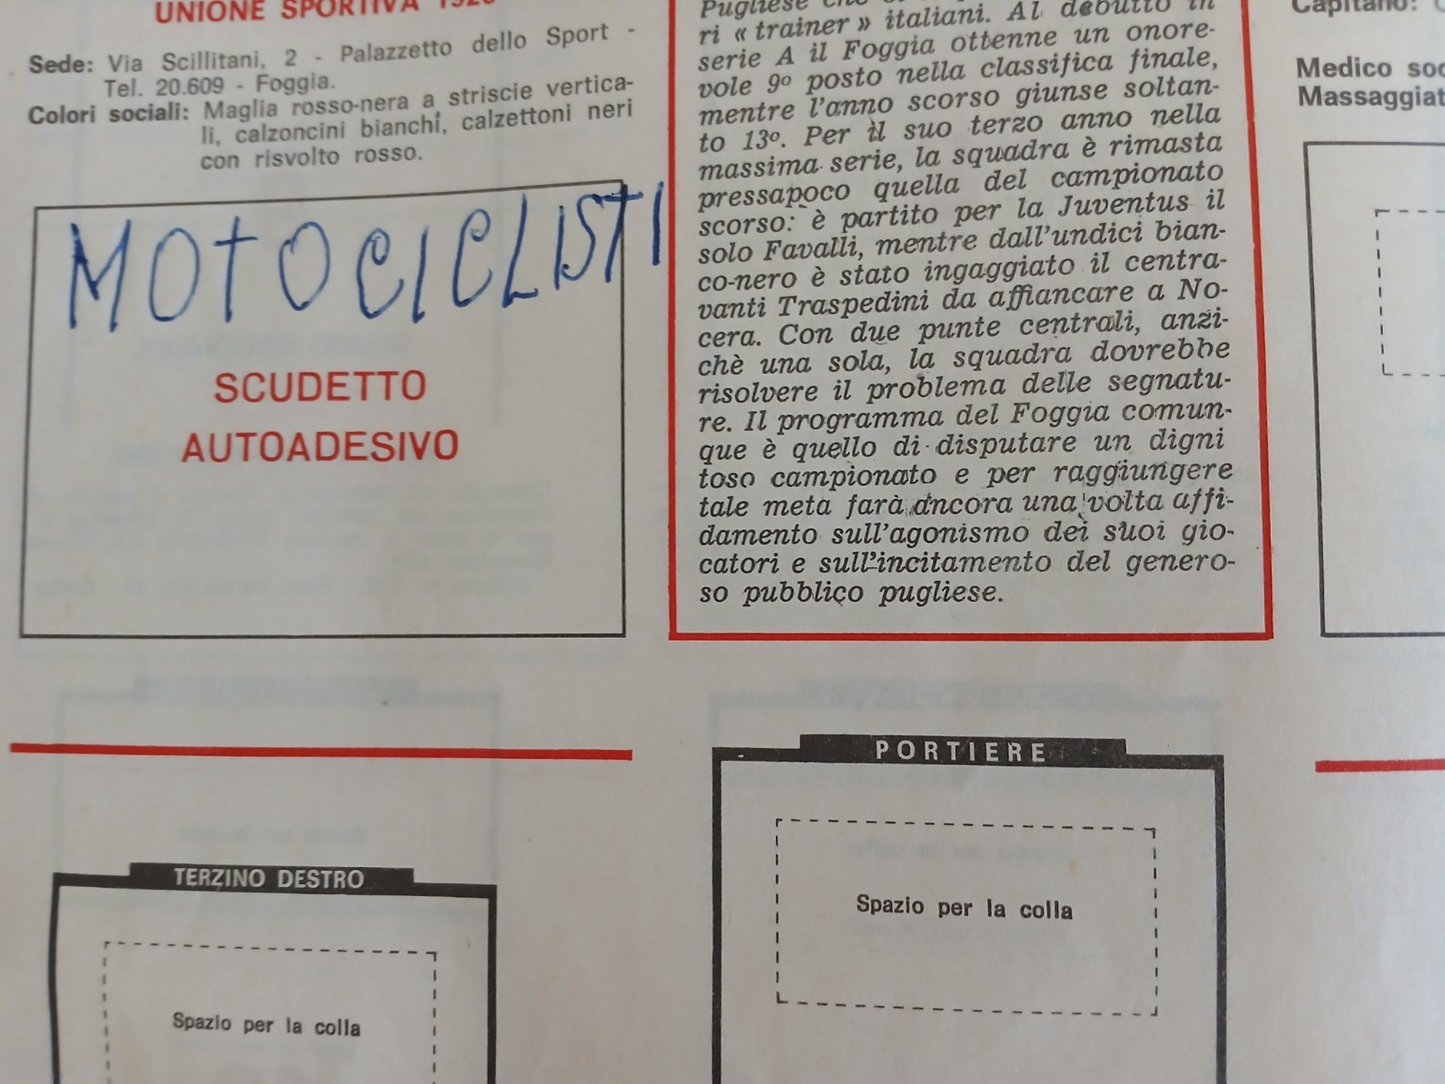 UNIONE SPORTIVA 1920
Sede: Via Scillitani, 2 - Palazzetto dello Sport -
Tel. 20.609 - Foggia.
Colori sociali: Maglia rosso-nera a striscie vertica-
li, calzoncini bianchi, calzettoni neri
con risvolto rosso.
MOTOCICLISTI
SCUDETTO
AUTOADESIVO
Pugliese che
ri « trainer » italiani. Al debutto in
serie A il Foggia ottenne un onore-
vole 9º posto nella classifica finale,
mentre l'anno scorso giunse soltan-
to 13º. Per il suo terzo anno nella
massima serie, la squadra è rimasta
pressapoco quella del campionato
scorso: è partito per la Juventus il
solo Favalli, mentre dall'undici bian-
co-nero è stato ingaggiato il centra-
vanti Traspedini da affiancare a No-
cera. Con due punte centrali, anzi-
chè una sola, la squadra dovrebbe
risolvere il problema delle segnatu-
re. Il programma del Foggia comun-
que è quello di disputare un digni
toso campionato e per raggiungere
tale meta farà ancora una volta affi-
damento sull'agonismo dei suoi gio-
catori e sull'incitamento del genero-
so pubblico pugliese.
Capitano:
Medico soc
Massaggiat
PORTIERE
Spazio per la colla
TERZINO DESTRO
Spazio per la colla